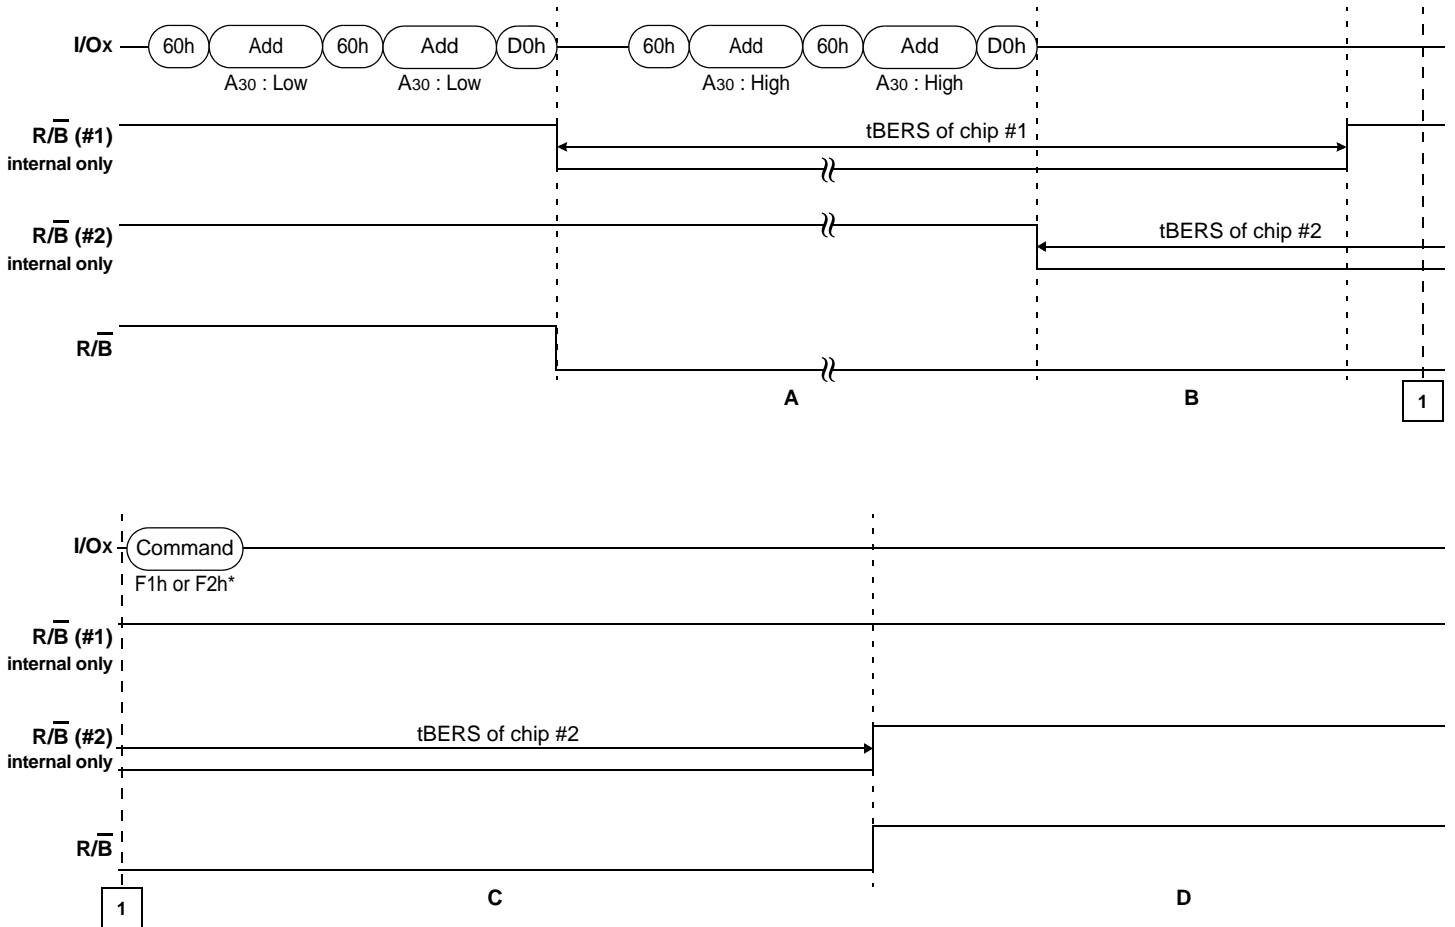 I/Ox 60h Add 60h Add D0h 60h Add 60h Add D0h
A30 : Low A30 : Low A30 : High A30 : High
R/B (#1)
internal only
tBERS of chip #1
R/B (#2)
internal only
tBERS of chip #2
R/B
A B
1
I/Ox Command
F1h or F2h*
R/B (#1)
internal only
R/B (#2)
internal only
tBERS of chip #2
R/B
1
C D